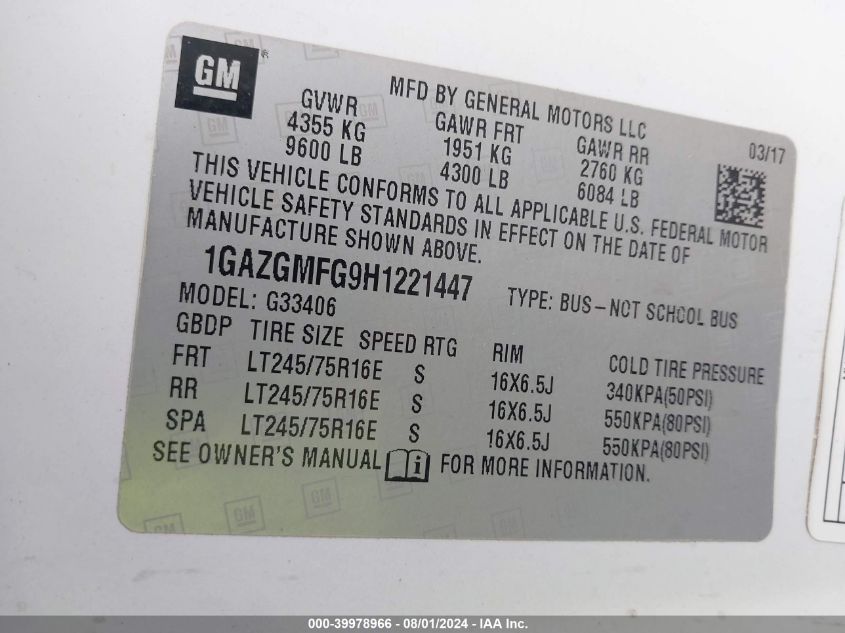 GM ®
MFD BY GENERAL MOTORS LLC
03/17
GVWR GAWR FRT GAWR RR
4355 KG 1951 KG 2760 KG
9600 LB 4300 LB 6084 LB
THIS VEHICLE CONFORMS TO ALL APPLICABLE U.S. FEDERAL MOTOR
VEHICLE SAFETY STANDARDS IN EFFECT ON THE DATE OF
MANUFACTURE SHOWN ABOVE.
1GAZGMFG9H1221447 TYPE: BUS-NOT SCHOOL BUS
MODEL: G33406
GBDP TIRE SIZE SPEED RTG RIM COLD TIRE PRESSURE
FRT LT245/75R16E S 16X6.5J 340KPA(50PSI)
RR LT245/75R16E S 16X6.5J 550KPA(80PSI)
SPA LT245/75R16E S 16X6.5J 550KPA(80PSI)
SEE OWNER'S MANUAL i FOR MORE INFORMATION.
000-39978966 - 08/01/2024 - IAA Inc.